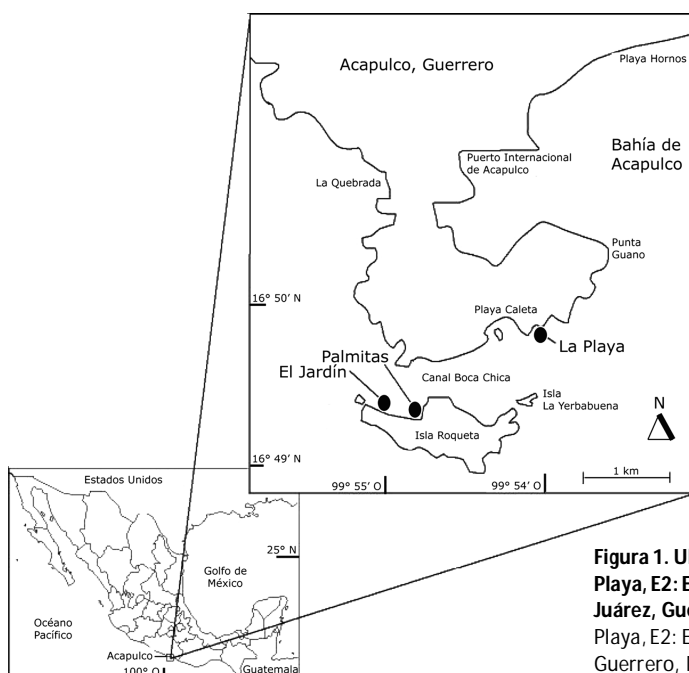 Acapulco, Guerrero
Playa Hornos
Bahía de
Acapulco
Puerto Internacional
de Acapulco
La Quebrada
Punta
Guano
16° 50′ N
Playa Caleta
La Playa
Palmitas
El Jardín
Canal Boca Chica
Isla
La Yerbabuena
N
Isla Roqueta
16° 49′ N
99° 55′ O
99° 54′ O
1 km
Estados Unidos
25° N
Golfo de
México
Océano
Pacífico
Acapulco
100° O
Guatemala
Figura 1.
Playa, E2:
Juárez,
Playa, E2:
Guerrero,